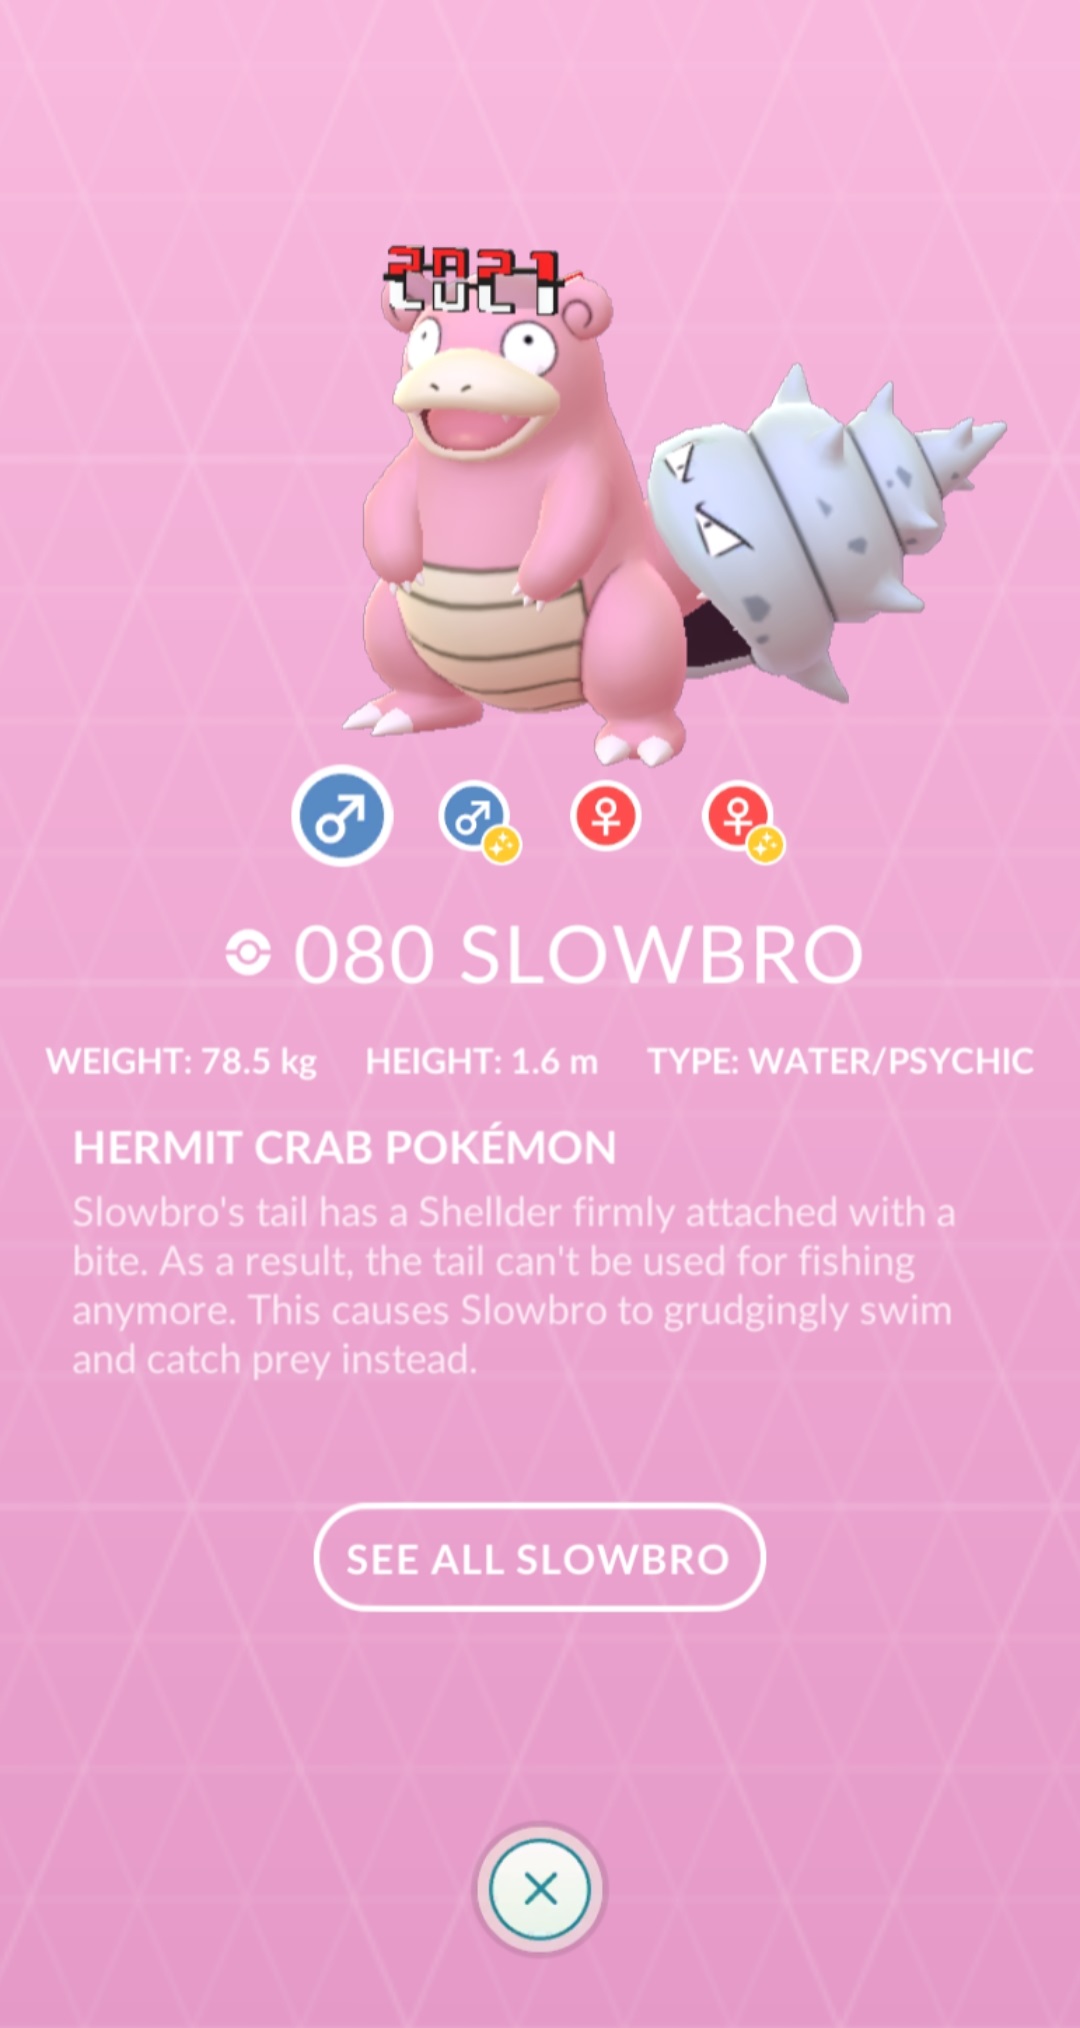 2021
080 SLOWBRO
WEIGHT: 78.5 kg HEIGHT: 1.6 m TYPE: WATER/PSYCHIC
HERMIT CRAB POKÉMON
Slowbro's tail has a Shellder firmly attached with a
bite. As a result, the tail can't be used for fishing
anymore. This causes Slowbro to grudgingly swim
and catch prey instead.
SEE ALL SLOWBRO